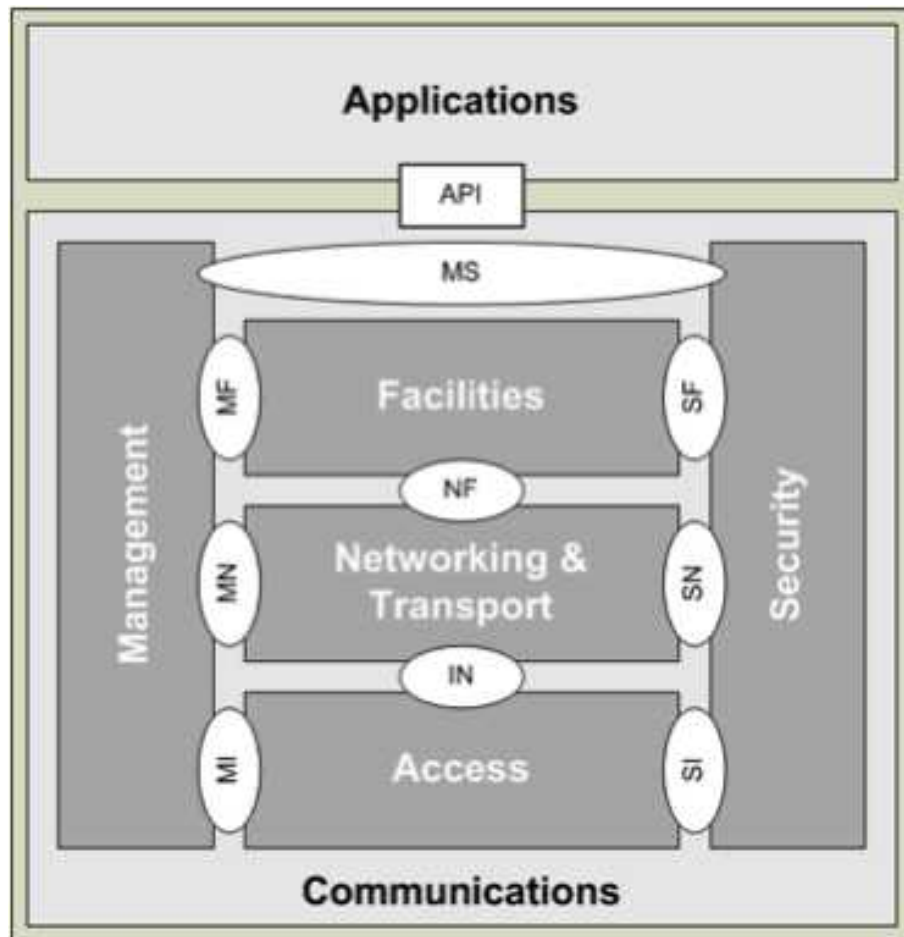 Applications
API
MS
Management
MF
Facilities
SF
Security
NF
MN
Networking &
Transport
SN
IN
MI
Access
SI
Communications